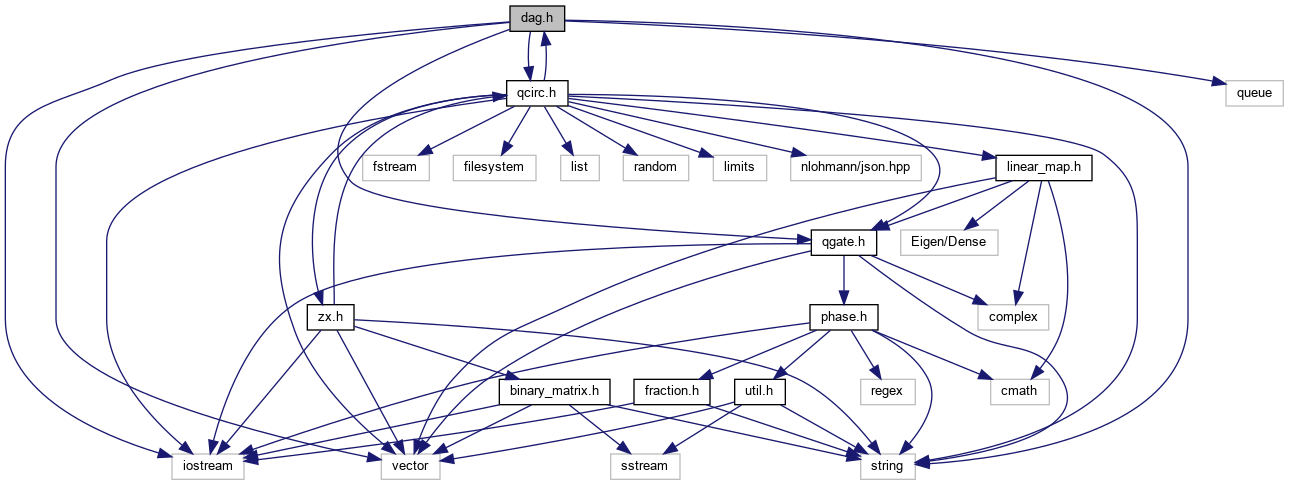 dag.h
queue
qcirc.h
fstream
filesystem
list
random
limits
nlohmann/json.hpp
linear_map.h
qgate.h
Eigen/Dense
zx.h
phase.h
complex
binary_matrix.h
fraction.h
util.h
regex
cmath
iostream
vector
sstream
string